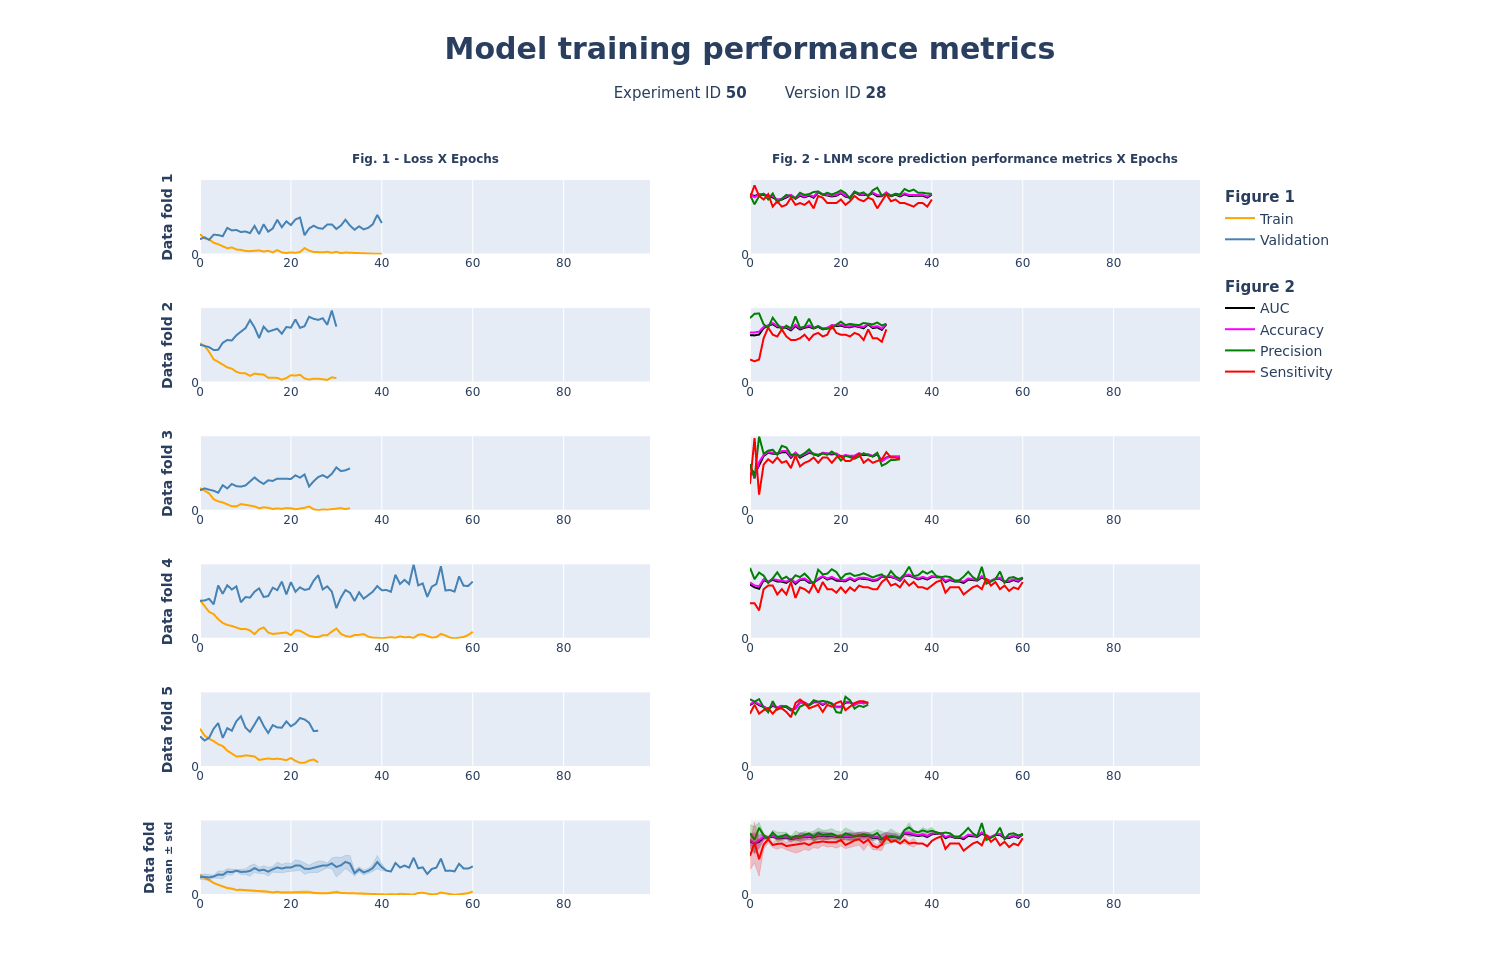 Model training performance metrics
Experiment ID 50 Version ID 28
Fig. 1 - Loss X Epochs
Fig. 2 - LNM score prediction performance metrics X Epochs
Data fold 1
0
0 20 40 60 80
0
0 20 40 60 80
Figure 1
Train
Validation
Figure 2
AUC
Accuracy
Precision
Sensitivity
Data fold 2
0
0 20 40 60 80
0
0 20 40 60 80
Data fold 3
0
0 20 40 60 80
0
0 20 40 60 80
Data fold 4
0
0 20 40 60 80
0
0 20 40 60 80
Data fold 5
0
0 20 40 60 80
0
0 20 40 60 80
Data fold
mean ± std
0
0 20 40 60 80
0
0 20 40 60 80